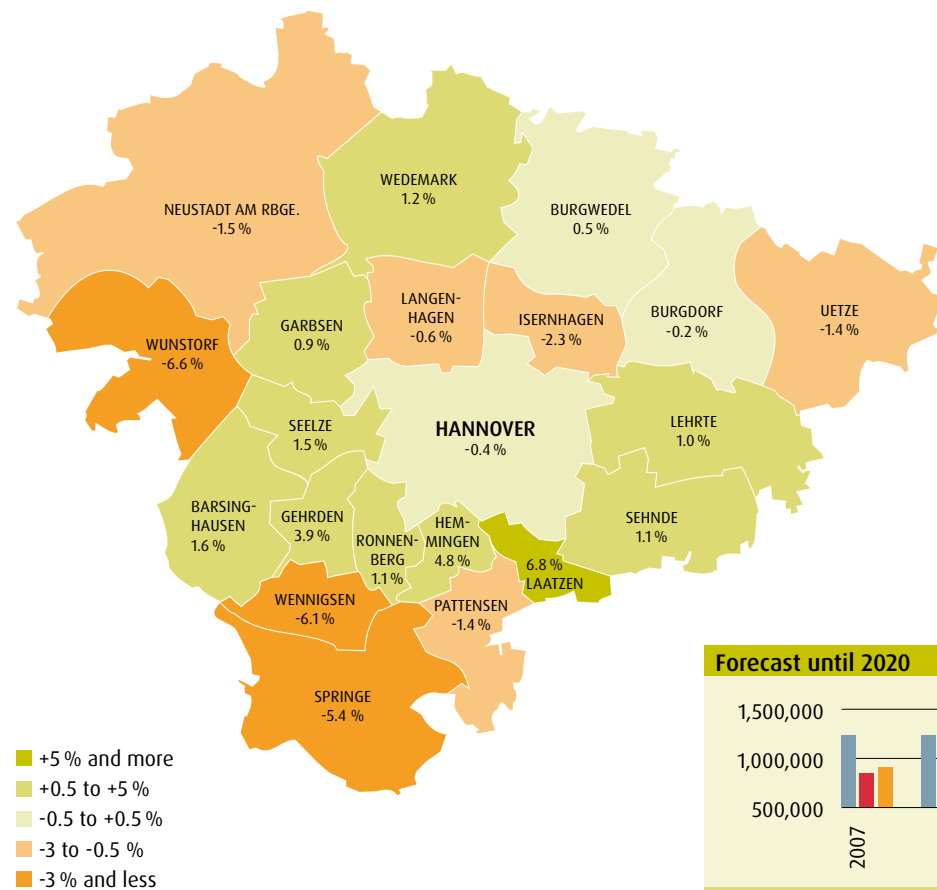 WEDEMARK
1.2 %
NEUSTADT AM RBGE.
-1.5 %
BURGWEDEL
0.5 %
LANGEN-
HAGEN
-0.6 %
ISERNHAGEN
-2.3 %
BURGDORF
-0.2 %
UETZE
-1.4 %
GARBSEN
0.9 %
WUNSTORF
-6.6 %
SEELZE
1.5 %
HANNOVER
-0.4 %
LEHRTE
1.0 %
BARSING-
HAUSEN
1.6 %
GEHRDEN
3.9 %
RONNEN-
BERG
1.1 %
HEM-
MINGEN
4.8 %
SEHNDE
1.1 %
6.8 %
LAATZEN
WENNIGSEN
-6.1 %
PATTENSEN
-1.4 %
SPRINGE
-5.4 %
+5 % and more
+0.5 to +5 %
-0.5 to +0.5 %
-3 to -0.5 %
-3 % and less
Forecast until 2020
1,500,000
1,000,000
500,000
2007